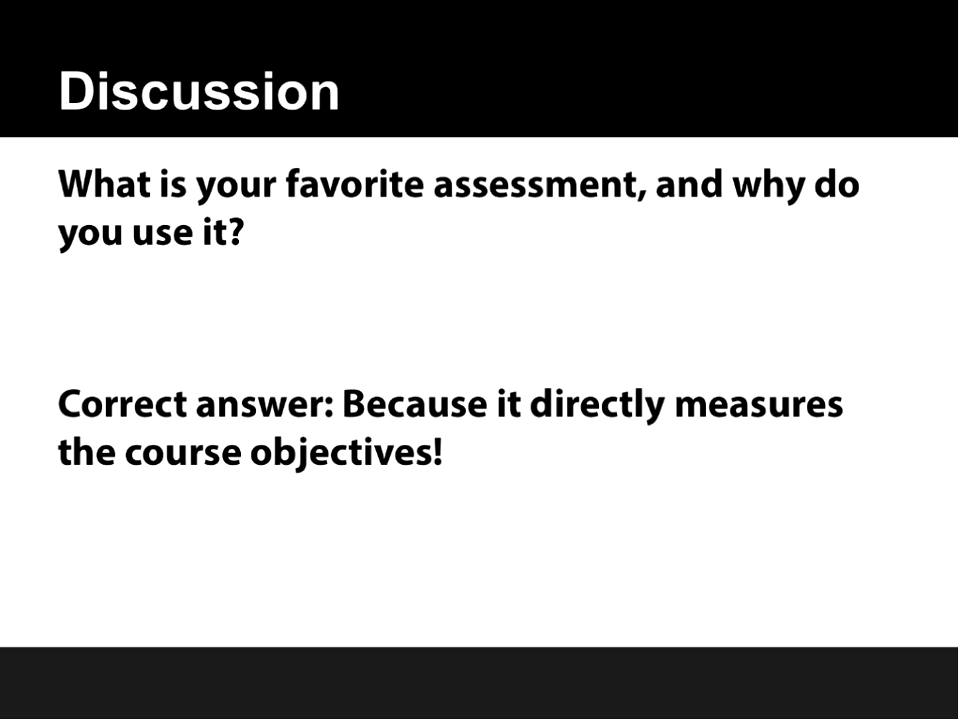 Discussion
What is your favorite assessment, and why do
you use it?
Correct answer: Because it directly measures
the course objectives!